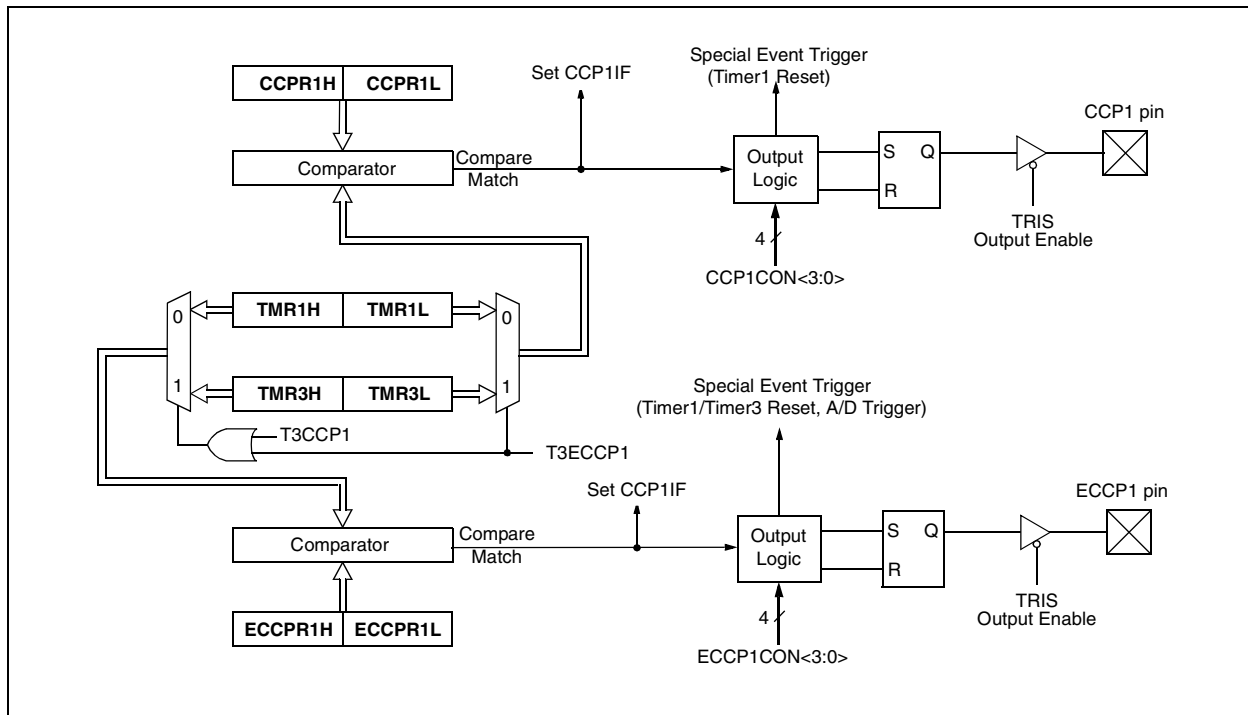 CCPR1H CCPR1L
Set CCP1IF
Special Event Trigger
(Timer1 Reset)
CCP1 pin
Comparator
Compare
Match
Output
Logic
S Q
R
TRIS
Output Enable
4
CCP1CON<3:0>
0
TMR1H TMR1L
0
1
TMR3H TMR3L
1
T3CCP1
T3ECCP1
Special Event Trigger
(Timer1/Timer3 Reset, A/D Trigger)
Set CCP1IF
ECCP1 pin
Comparator
Compare
Match
Output
Logic
S Q
R
TRIS
Output Enable
4
ECCPR1H ECCPR1L
ECCP1CON<3:0>